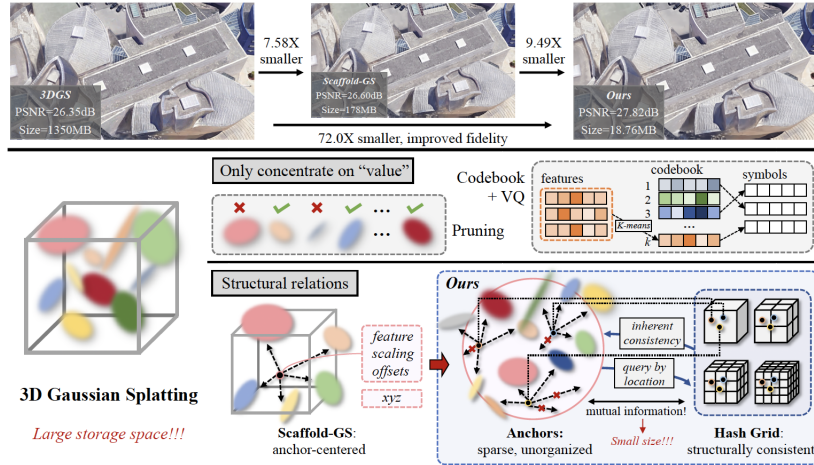 7.58X
smaller
9.49X
smaller
3DGS
PSNR=26.35dB
Size=1350MB
Scaffold-GS
PSNR=26.60dB
Size=178MB
Ours
PSNR=27.82dB
Size=18.76MB
72.0X smaller, improved fidelity
Only concentrate on “value”
Codebook
+ VQ
features
codebook
symbols
1
2
3
...
k
K-means
...
...
Pruning
Structural relations
feature
scaling
offsets
xyz
Scaffold-GS:
anchor-centered
3D Gaussian Splatting
Large storage space!!!
Ours
inherent
consistency
query by
location
mutual information!
Small size!!!
Anchors:
sparse, unorganized
Hash Grid:
structurally consistent